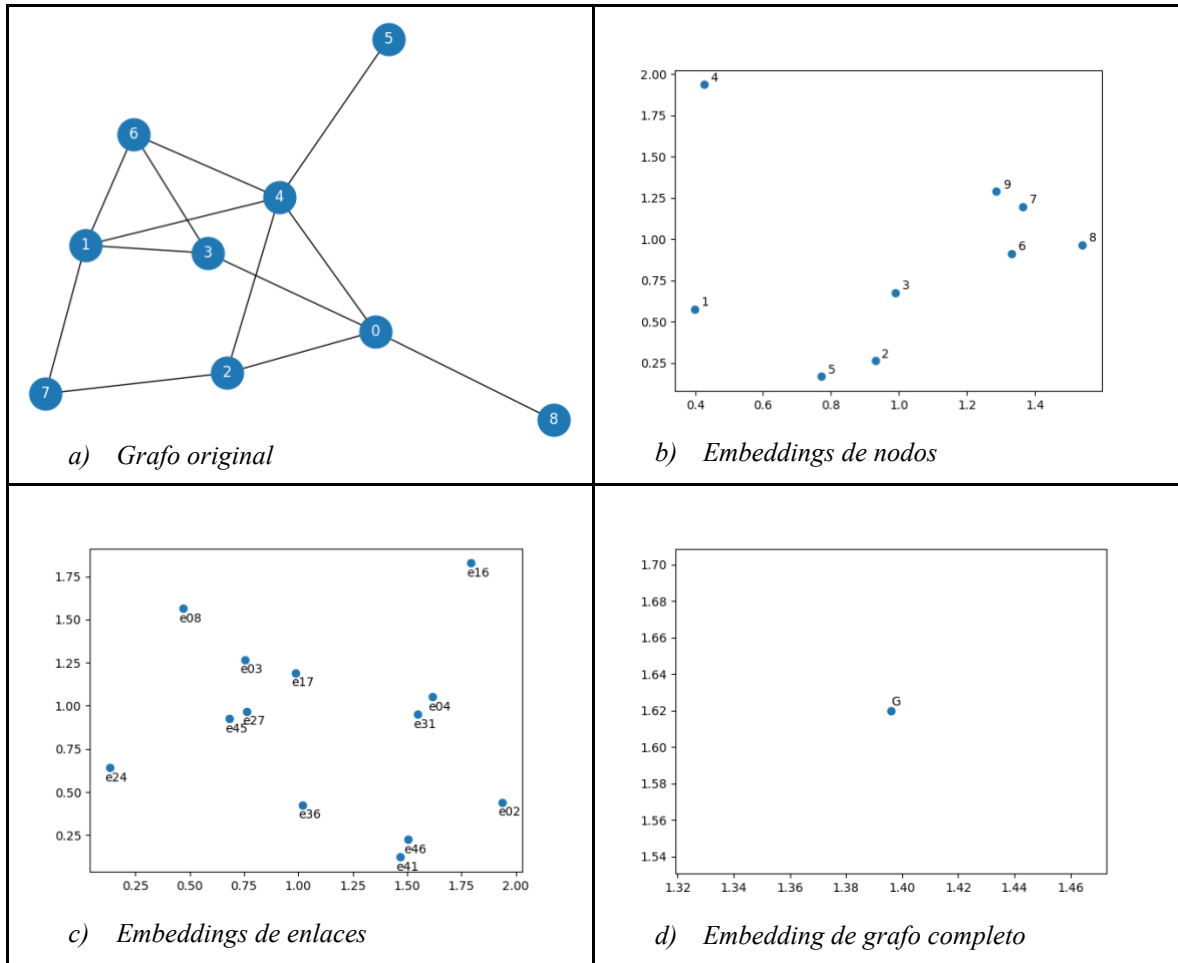 5
6
4
1
3
0
2
7
8
a) Grafo original
2.00
1.75
1.50
1.25
1.00
0.75
0.50
0.25
0.4 0.6 0.8 1.0 1.2 1.4
4
9
7
8
6
3
1
2
5
b) Embeddings de nodos
1.75
1.50
1.25
1.00
0.75
0.50
0.25
0.25 0.50 0.75 1.00 1.25 1.50 1.75 2.00
e16
e08
e03
e17
e04
e31
e27
e45
e24
e36
e02
e46
e41
c) Embeddings de enlaces
1.70
1.68
1.66
1.64
1.62
1.60
1.58
1.56
1.54
1.32 1.34 1.36 1.38 1.40 1.42 1.44 1.46
G
d) Embedding de grafo completo